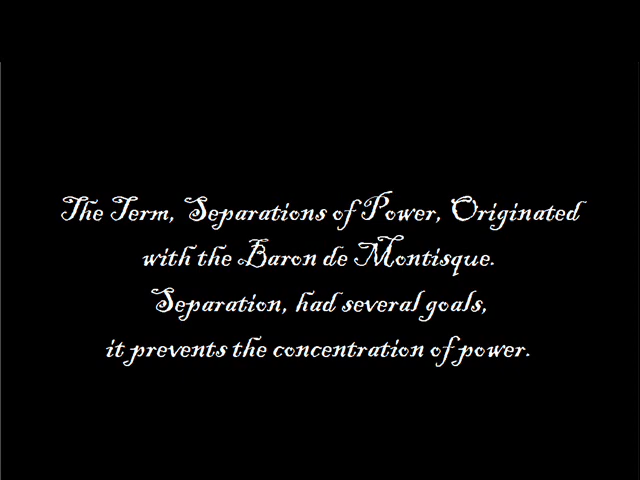 The Term, Separations of Power, Originated
with the Baron de Montisque.
Separation, had several goals,
it prevents the concentration of power.